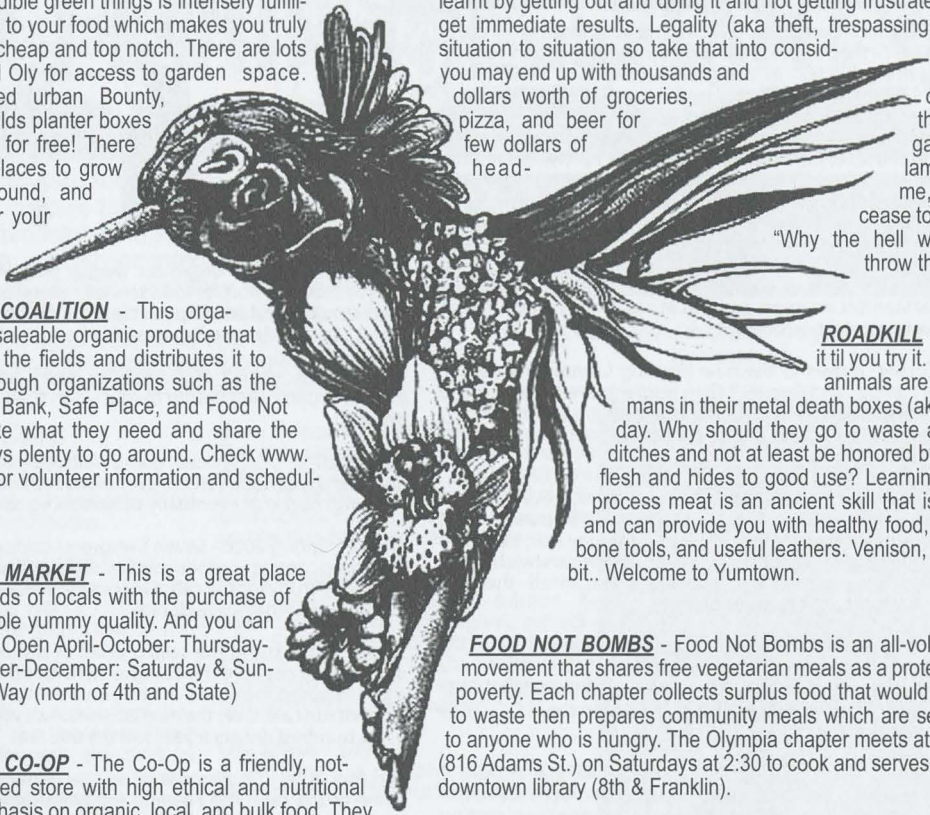 dible green things is intensely fulfill-
to your food which makes you truly
cheap and top notch. There are lots
Oly for access to garden space.
ed urban Bounty,
lds planter boxes
for free! There
laces to grow
ound, and
r your
COALITION - This orga-
saleable organic produce that
the fields and distributes it to
ough organizations such as the
Bank, Safe Place, and Food Not
ke what they need and share the
ys plenty to go around. Check www.
or volunteer information and schedul-
MARKET - This is a great place
ds of locals with the purchase of
ble yummy quality. And you can
Open April-October: Thursday-
er-December: Saturday & Sun-
Way (north of 4th and State)
CO-OP - The Co-Op is a friendly, not-
ed store with high ethical and nutritional
hasis on organic, local, and bulk food. They
learnt by getting out and doing it and not getting frustrate
get immediate results. Legality (aka theft, trespassing
situation to situation so take that into consid-
you may end up with thousands and
dollars worth of groceries,
pizza, and beer for
few dollars of
head-
th
ga
lam
me,
cease to
“Why the hell w
throw th
ROADKILL
it til you try it.
animals are
mans in their metal death boxes (ak
day. Why should they go to waste a
ditches and not at least be honored b
flesh and hides to good use? Learnin
process meat is an ancient skill that is
and can provide you with healthy food,
bone tools, and useful leathers. Venison,
bit.. Welcome to Yumtown.
FOOD NOT BOMBS - Food Not Bombs is an all-vol
movement that shares free vegetarian meals as a prote
poverty. Each chapter collects surplus food that would
to waste then prepares community meals which are se
to anyone who is hungry. The Olympia chapter meets at
(816 Adams St.) on Saturdays at 2:30 to cook and serves
downtown library (8th & Franklin).